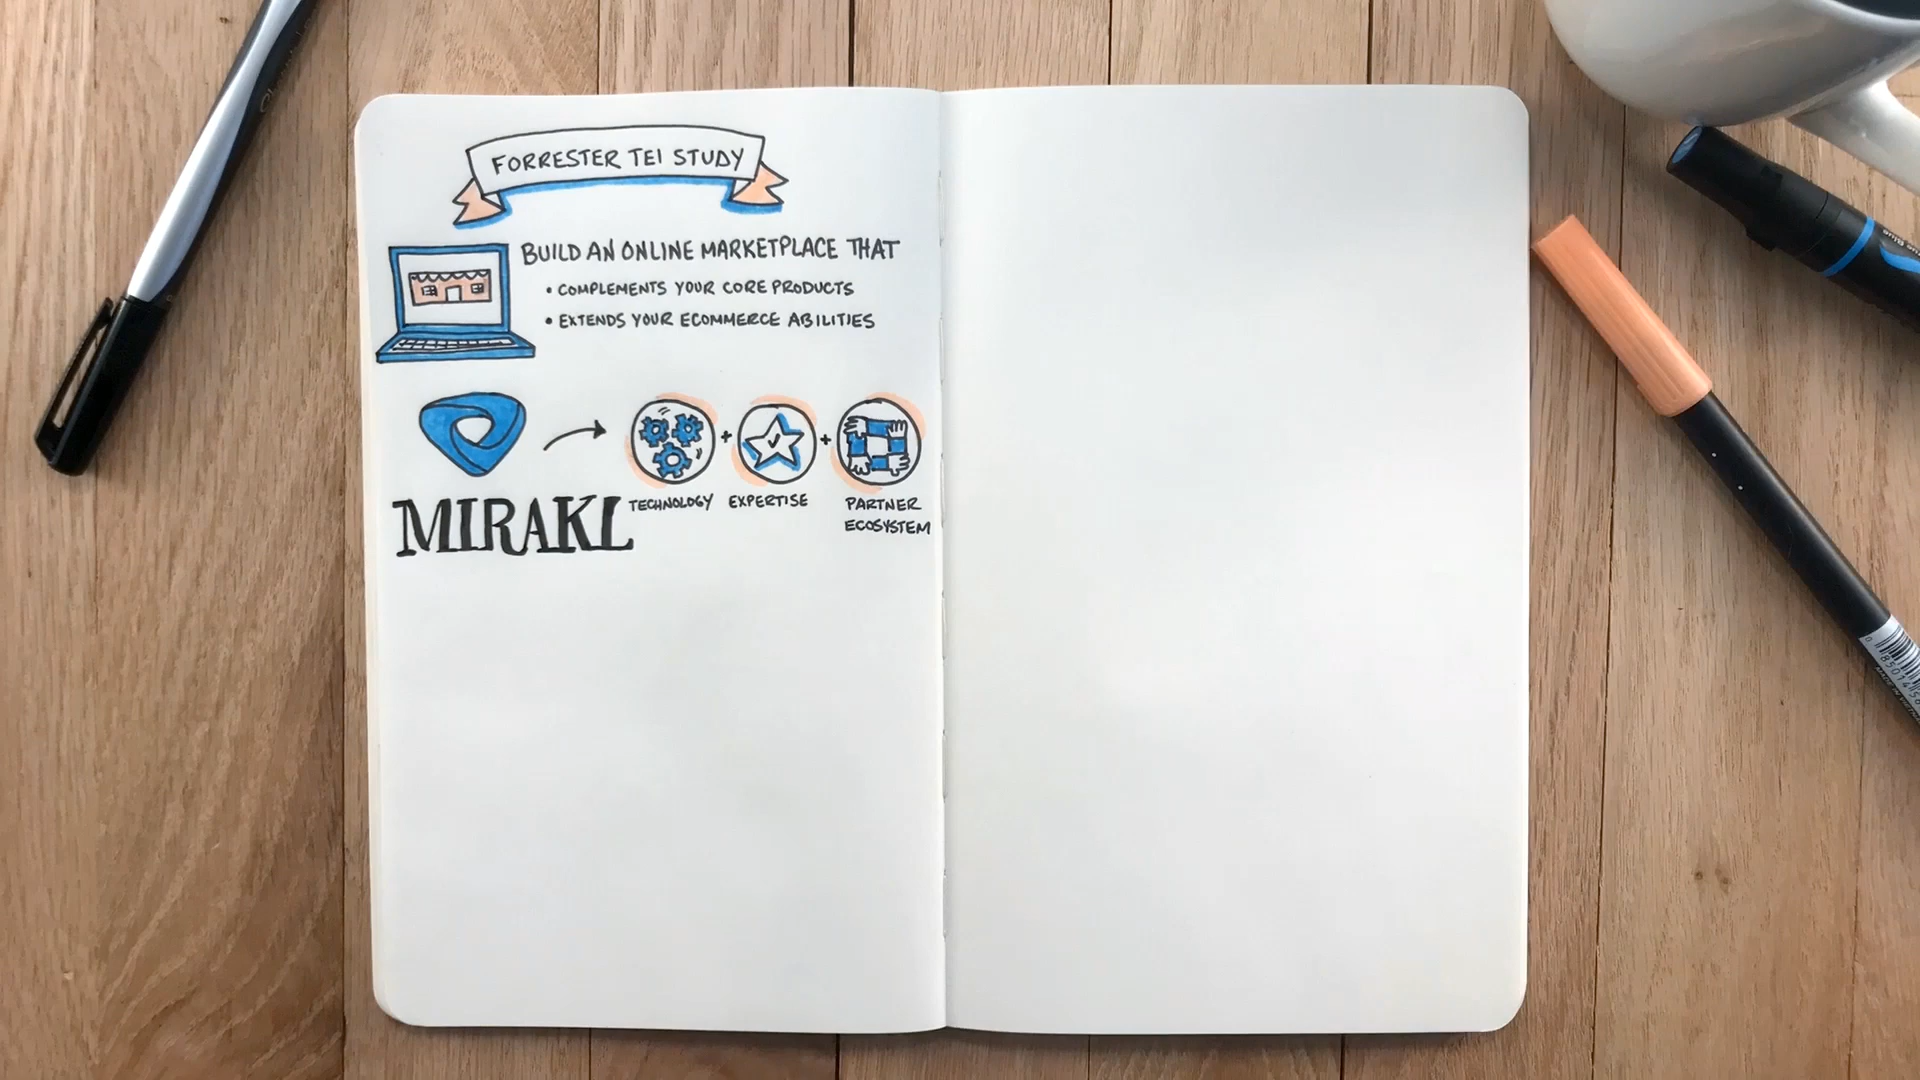 FORRESTER TEI STUDY
BUILD AN ONLINE MARKETPLACE THAT
• COMPLEMENTS YOUR CORE PRODUCTS
• EXTENDS YOUR ECOMMERCE ABILITIES
+ +
MIRAKL
TECHNOLOGY
EXPERTISE
PARTNER
ECOSYSTEM